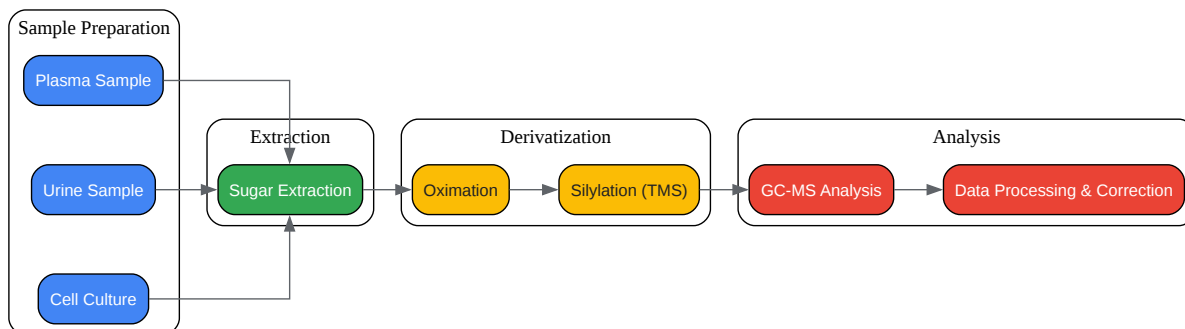 Sample Preparation
Plasma Sample
Urine Sample
Cell Culture
Extraction
Sugar Extraction
Derivatization
Oximation
Silylation (TMS)
Analysis
GC-MS Analysis
Data Processing & Correction